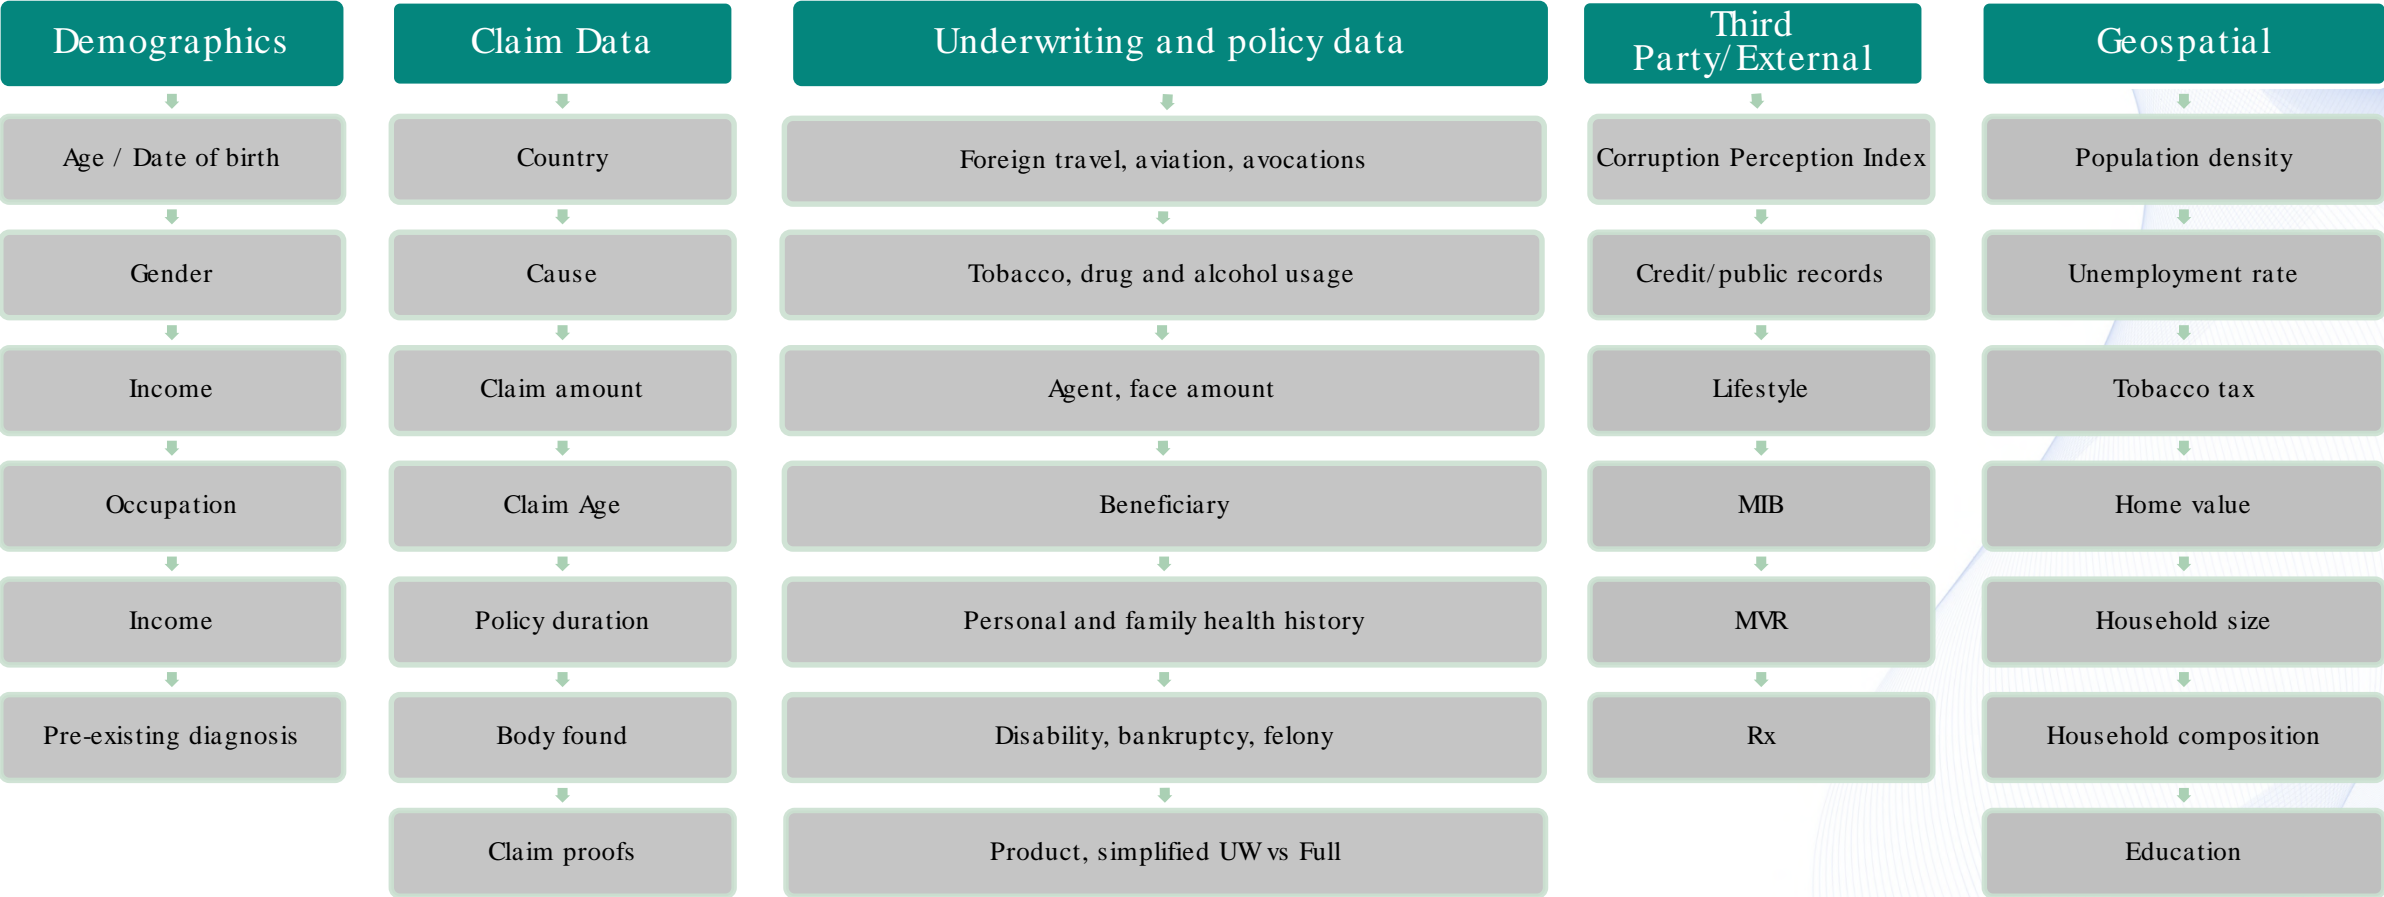 Demographics
Age / Date of birth
Gender
Income
Occupation
Income
Pre-existing diagnosis
Claim Data
Country
Cause
Claim amount
Claim Age
Policy duration
Body found
Claim proofs
Underwriting and policy data
Foreign travel, aviation, avocations
Tobacco, drug and alcohol usage
Agent, face amount
Beneficiary
Personal and family health history
Disability, bankruptcy, felony
Product, simplified UW vs Full
Third
Party/External
Corruption Perception Index
Credit/public records
Lifestyle
MIB
MVR
Rx
Geospatial
Population density
Unemployment rate
Tobacco tax
Home value
Household size
Household composition
Education